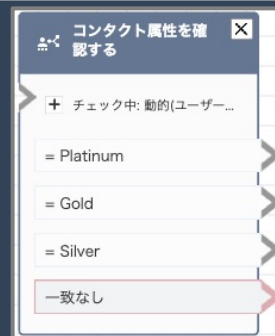 コンタクト属性を確
認する
チェック中: 動的(ユーザー...
= Platinum
= Gold
= Silver
一致なし